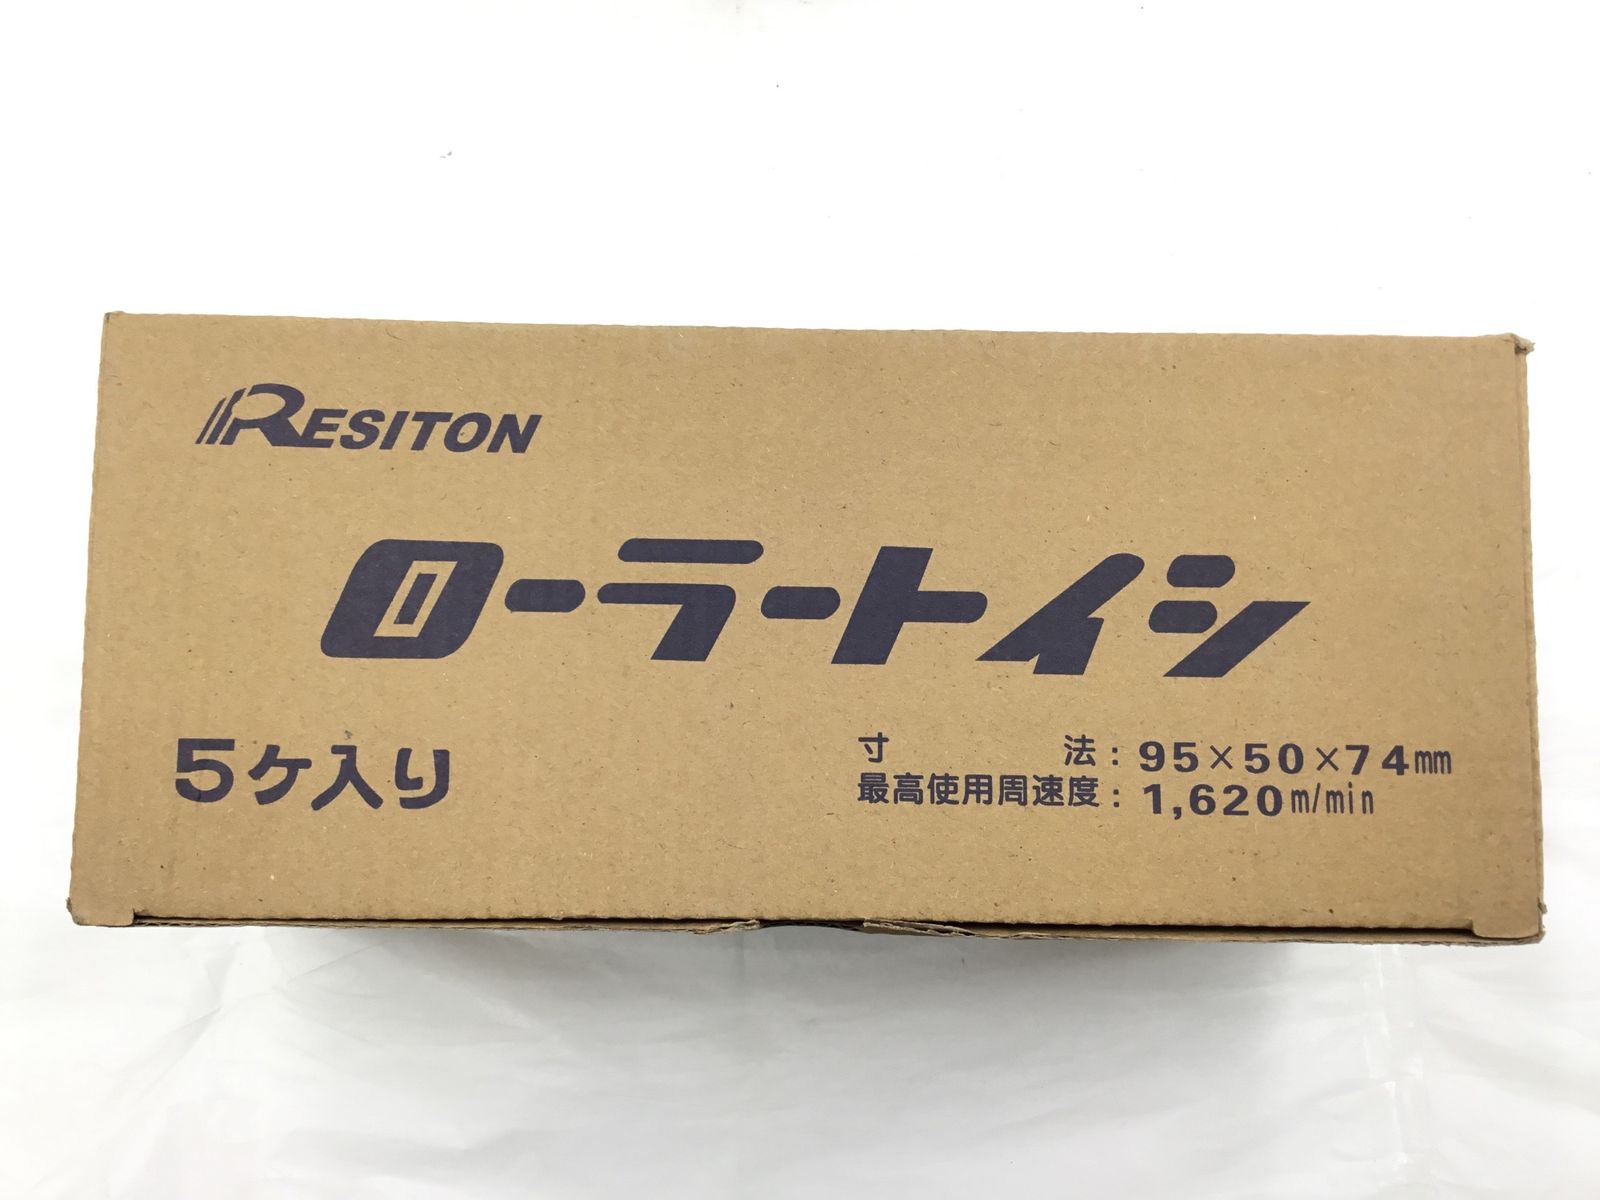 RESITON
ローラートイシ
5ケ入り
寸法：95×50×74mm
最高使用周速度：1,620m/min